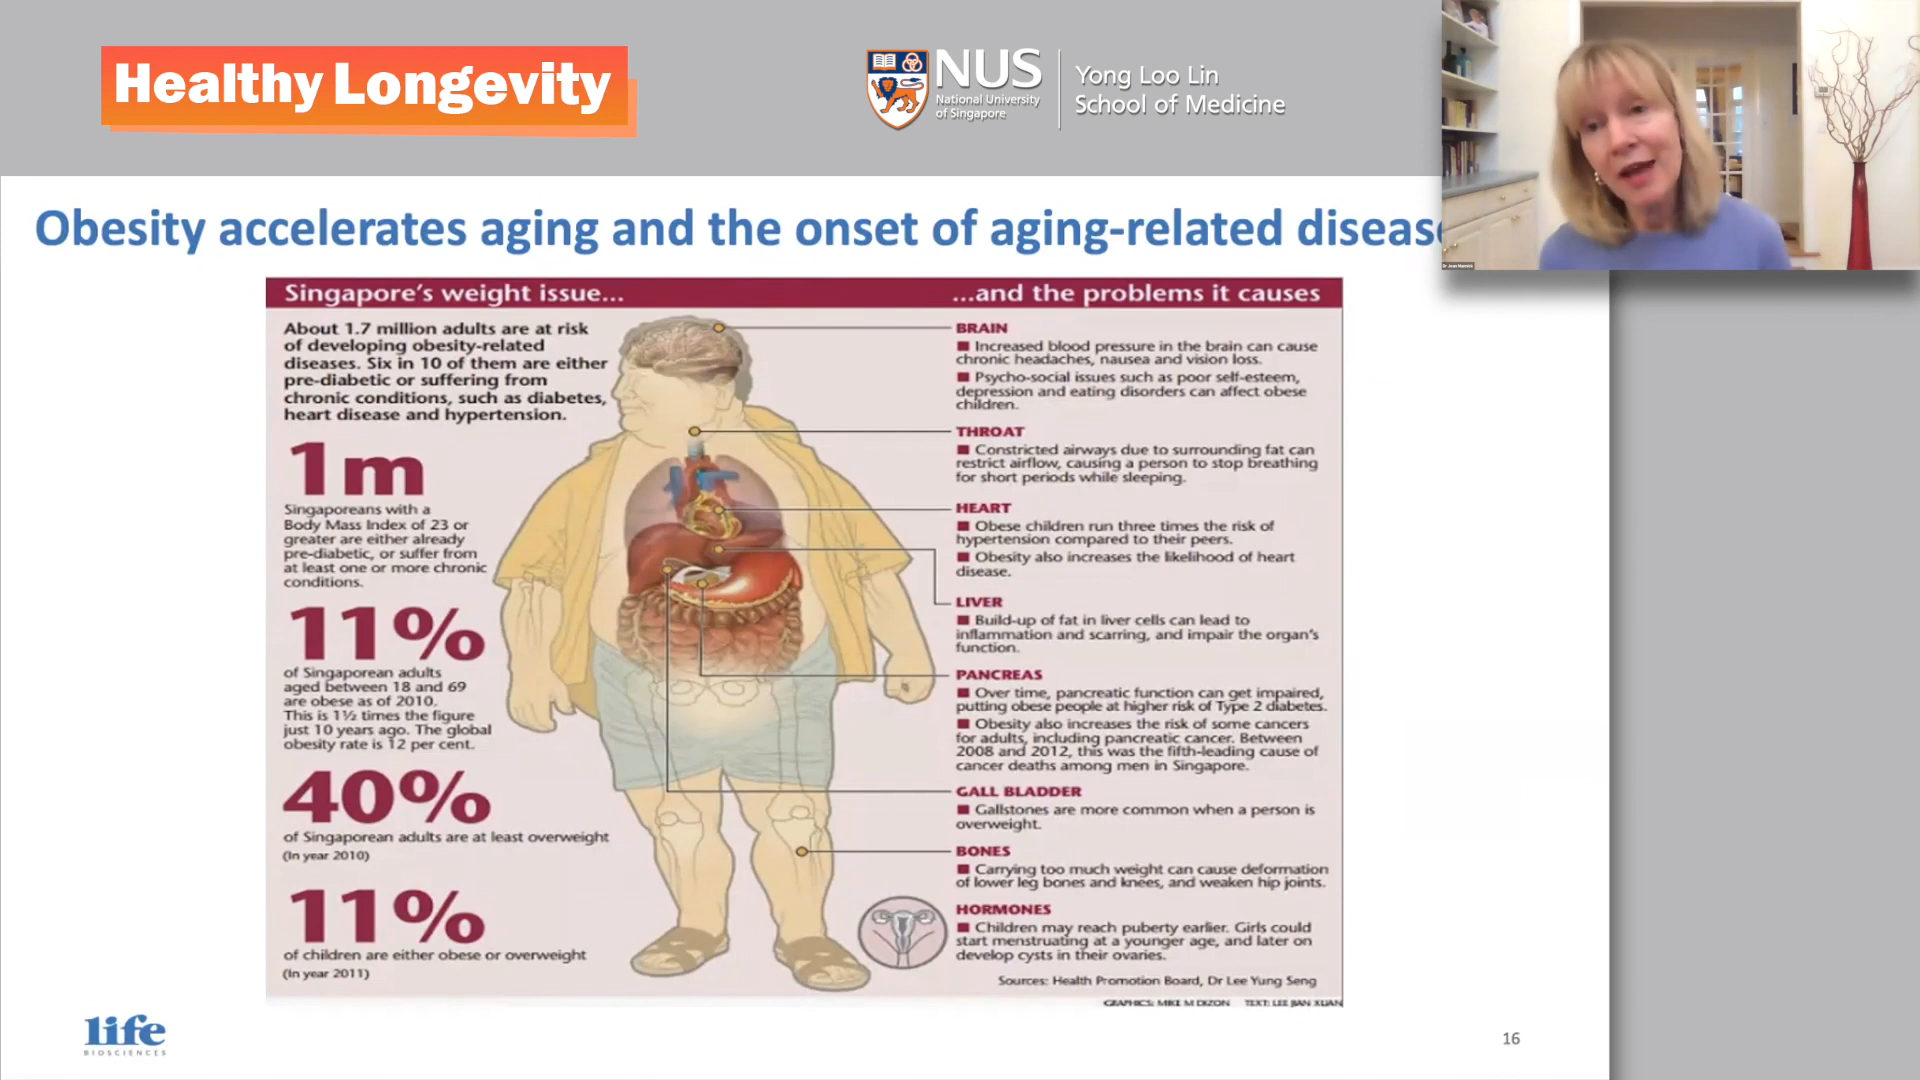 Healthy Longevity
NUS
National University
of Singapore
Yong Loo Lin
School of Medicine
Obesity accelerates aging and the onset of aging-related diseas
Singapore's weight issue...
...and the problems it causes
About 1.7 million adults are at risk
of developing obesity-related
diseases. Six in 10 of them are either
pre-diabetic or suffering from
chronic conditions, such as diabetes,
heart disease and hypertension.
1m
Singaporeans with a
Body Mass Index of 23 or
greater are either already
pre-diabetic, or suffer from
at least one or more chronic
conditions.
11%
of Singaporean adults
aged between 18 and 69
are obese as of 2010.
This is 1½ times the figure
just 10 years ago. The global
obesity rate is 12 per cent.
40%
of Singaporean adults are at least overweight
(In year 2010)
11%
of children are either obese or overweight
(In year 2011)
BRAIN
■ Increased blood pressure in the brain can cause
chronic headaches, nausea and vision loss.
■ Psycho-social issues such as poor self-esteem,
depression and eating disorders can affect obese
children.
THROAT
■ Constricted airways due to surrounding fat can
restrict airflow, causing a person to stop breathing
for short periods while sleeping.
HEART
■ Obese children run three times the risk of
hypertension compared to their peers.
■ Obesity also increases the likelihood of heart
disease.
LIVER
■ Build-up of fat in liver cells can lead to
inflammation and scarring, and impair the organ's
function.
PANCREAS
■ Over time, pancreatic function can get impaired,
putting obese people at higher risk of Type 2 diabetes.
■ Obesity also increases the risk of some cancers
for adults, including pancreatic cancer. Between
2008 and 2012, this was the fifth-leading cause of
cancer deaths among men in Singapore.
GALL BLADDER
■ Gallstones are more common when a person is
overweight.
BONES
■ Carrying too much weight can cause deformation
of lower leg bones and knees, and weaken hip joints.
HORMONES
■ Children may reach puberty earlier. Girls could
start menstruating at a younger age, and later on
develop cysts in their ovaries.
Sources: Health Promotion Board, Dr Lee Yung Seng
GRAPHICS: MIKE M DIZON TEXT: LEE JIAN XUAN
life
BIOSCIENCES
16
Dr Joan Mannick